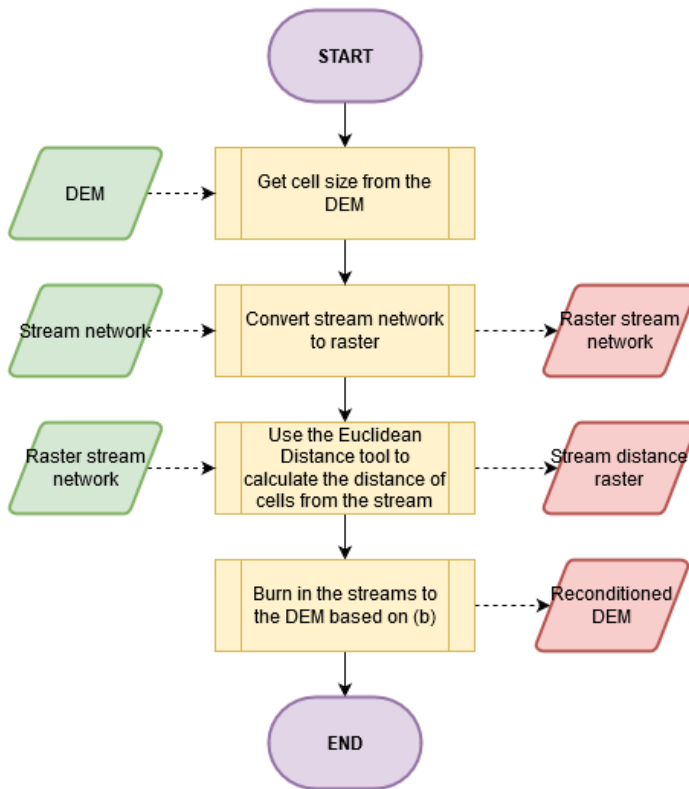 START
DEM
Get cell size from the
DEM
Stream network
Convert stream network
to raster
Raster stream
network
Raster stream
network
Use the Euclidean
Distance tool to
calculate the distance of
cells from the stream
Stream distance
raster
Burn in the streams to
the DEM based on (b)
Reconditioned
DEM
END